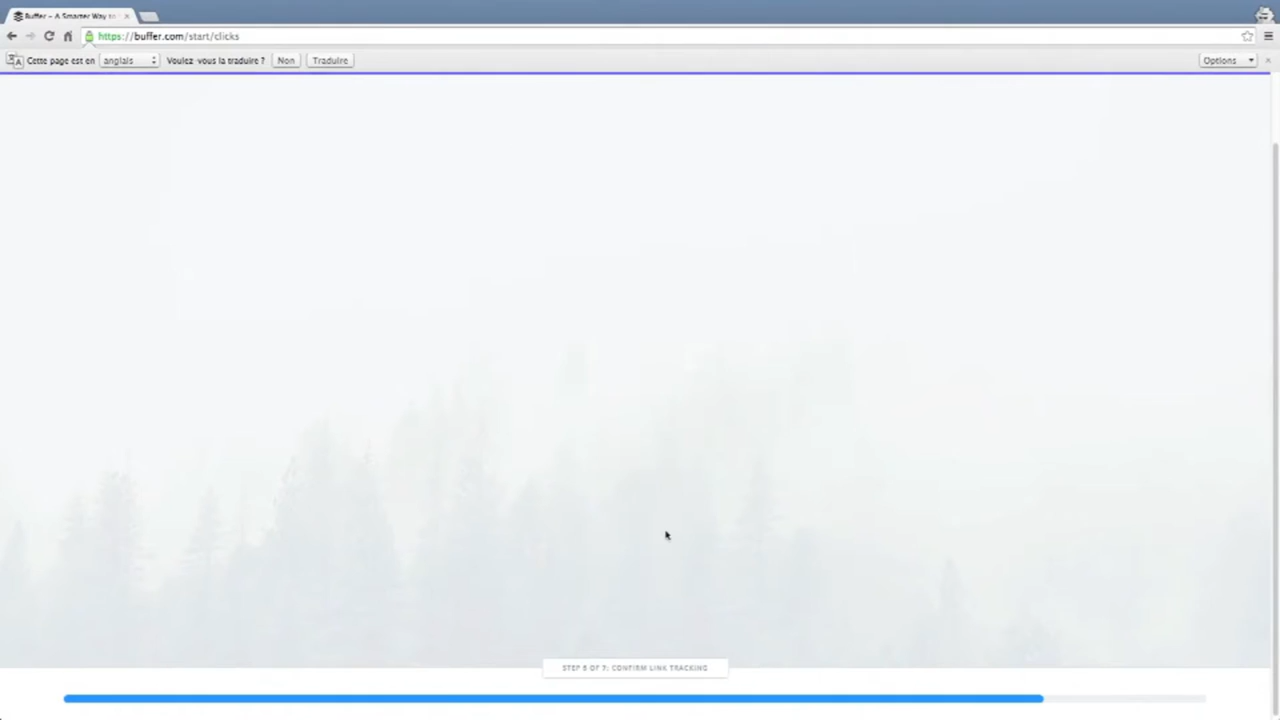 Buffer - A Smarter Way to
https://buffer.com/start/clicks
Cette page est en anglais Voulez-vous la traduire ? Non Traduire Options
STEP 6 OF 7: CONFIRM LINK TRACKING